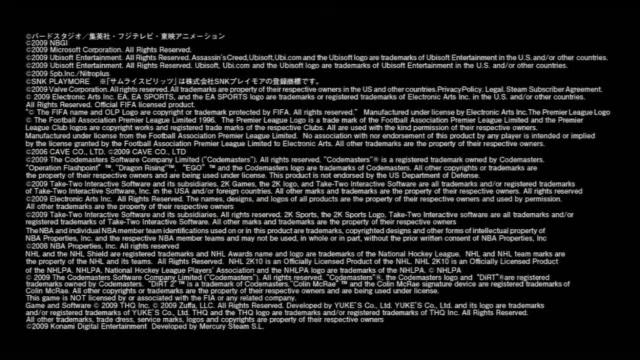 ©バードスタジオ／集英社・フジテレビ・東映アニメーション
©2009 NBGI
©2009 Microsoft Corporation. All Rights Reserved.
©2009 Ubisoft Entertainment. All Rights Reserved.Assassin's Creed,Ubisoft,Ubi.com and the Ubisoft logo are trademarks of Ubisoft Entertainment in the U.S. and/or other countries.
©2009 Ubisoft Entertainment. All Rights Reserved. Ubisoft, Ubi.com and the Ubisoft logo are trademarks of Ubisoft Entertainment in the U.S. and/or other countries.
©2009 5pb.Inc./Nitroplus
©SNK PLAYMORE ※『サムライスピリッツ』は株式会社SNKプレイモアの登録商標です。
©2009 Valve Corporation. All rights reserved. All trademarks are property of their respective owners in the US and other countries.PrivacyPolicy. Legal. Steam Subscriber Agreement.
© 2009 Electronic Arts Inc. EA, EA SPORTS, and the EA SPORTS logo are trademarks or registered trademarks of Electronic Arts Inc. in the U.S. and/or other countries.
All Rights Reserved. Official FIFA licensed product.
"© The FIFA name and OLP Logo are copyright or trademark protected by FIFA. All rights reserved." Manufactured under license by Electronic Arts Inc.The Premier League Logo
© The Football Association Premier League Limited 1996. The Premier League Logo is a trade mark of the Football Association Premier League Limited and the Premier
League Club logos are copyright works and registered trade marks of the respective Clubs. All are used with the kind permission of their respective owners.
Manufactured under license from the Football Association Premier League Limited. No association with nor endorsement of this product by any player is intended or implied
by the license granted by the Football Association Premier League Limited to Electronic Arts. All other trademarks are the property of their respective owners.
©2006 CAVE CO., LTD. ©2009 CAVE CO., LTD
©2009 The Codemasters Software Company Limited ("Codemasters"). All rights reserved. "Codemasters"® is a registered trademark owned by Codemasters.
"Operation Flashpoint" ™, "Dragon Rising"™, "EGO" ™ and the Codemasters logo are trademarks of Codemasters. All other copyrights or trademarks are
the property of their respective owners and are being used under license. This product is not endorsed by the US Department of Defense.
©2009 Take-Two Interactive Software and its subsidiaries. 2K Games, the 2K logo, and Take-Two Interactive Software are all trademarks and/or registered trademarks
of Take-Two Interactive Software, Inc. in the USA and/or foreign countries. All other marks and trademarks are the property of their respective owners. All rights reserved
©2009 Electronic Arts Inc. All Rights Reserved. The names, designs, and logos of all products are the property of their respective owners and used by permission.
All other trademarks are the property of their respective owners
©2009 Take-Two Interactive Software and its subsidiaries. All rights reserved. 2K Sports, the 2K Sports Logo, Take-Two Interactive software are all trademarks and/or
registered trademarks of Take-Two Interactive Software. All other marks and trademarks are the property of their respective owners
The NBA and individual NBA member team identifications used on or in this product are trademarks, copyrighted designs and other forms of intellectual property of
NBA Properties, Inc. and the respective NBA member teams and may not be used, in whole or in part, without the prior written consent of NBA Properties, Inc
©2008 NBA Properties, Inc. All rights reserved
NHL and the NHL Shield are registered trademarks and NHL Awards name and logo are trademarks of the National Hockey League. NHL and NHL team marks are
the property of the NHL and its teams. All Rights Reserved. NHL 2K10 is an Officially Licensed Product of the National Hockey League. NHL 2K10 is an Officially Licensed Product
of the NHLPA. NHLPA, National Hockey League Players' Association and the NHLPA logo are trademarks of the NHLPA. © NHLPA
© 2009 The Codemasters Software Company Limited ("Codemasters"). All rights reserved. "Codemasters"®, the Codemasters logo and "DiRT"®are registered
trademarks owned by Codemasters. "DiRT 2"™ is a trademark of Codemasters."Colin McRae" ™ and the Colin McRae signature device are registered trademarks of
Colin McRae. All other copyrights or trademarks are the property of their respective owners and are being used under license.
This game is NOT licensed by or associated with the FIA or any related company.
Game and Software © 2009 THQ Inc. © 2009 Zuffa, LLC. All Rights Reserved. Developed by YUKE'S Co., Ltd. YUKE'S Co., Ltd. and its logo are trademarks
and/or registered trademarks of YUKE'S Co., Ltd. THQ and the THQ logo are trademarks and/or registered trademarks of THQ Inc. All Rights Reserved.
All other trademarks, trade dress, service marks, logos and copyrights are property of their respective owners
©2009 Konami Digital Entertainment Developed by Mercury Steam S.L.